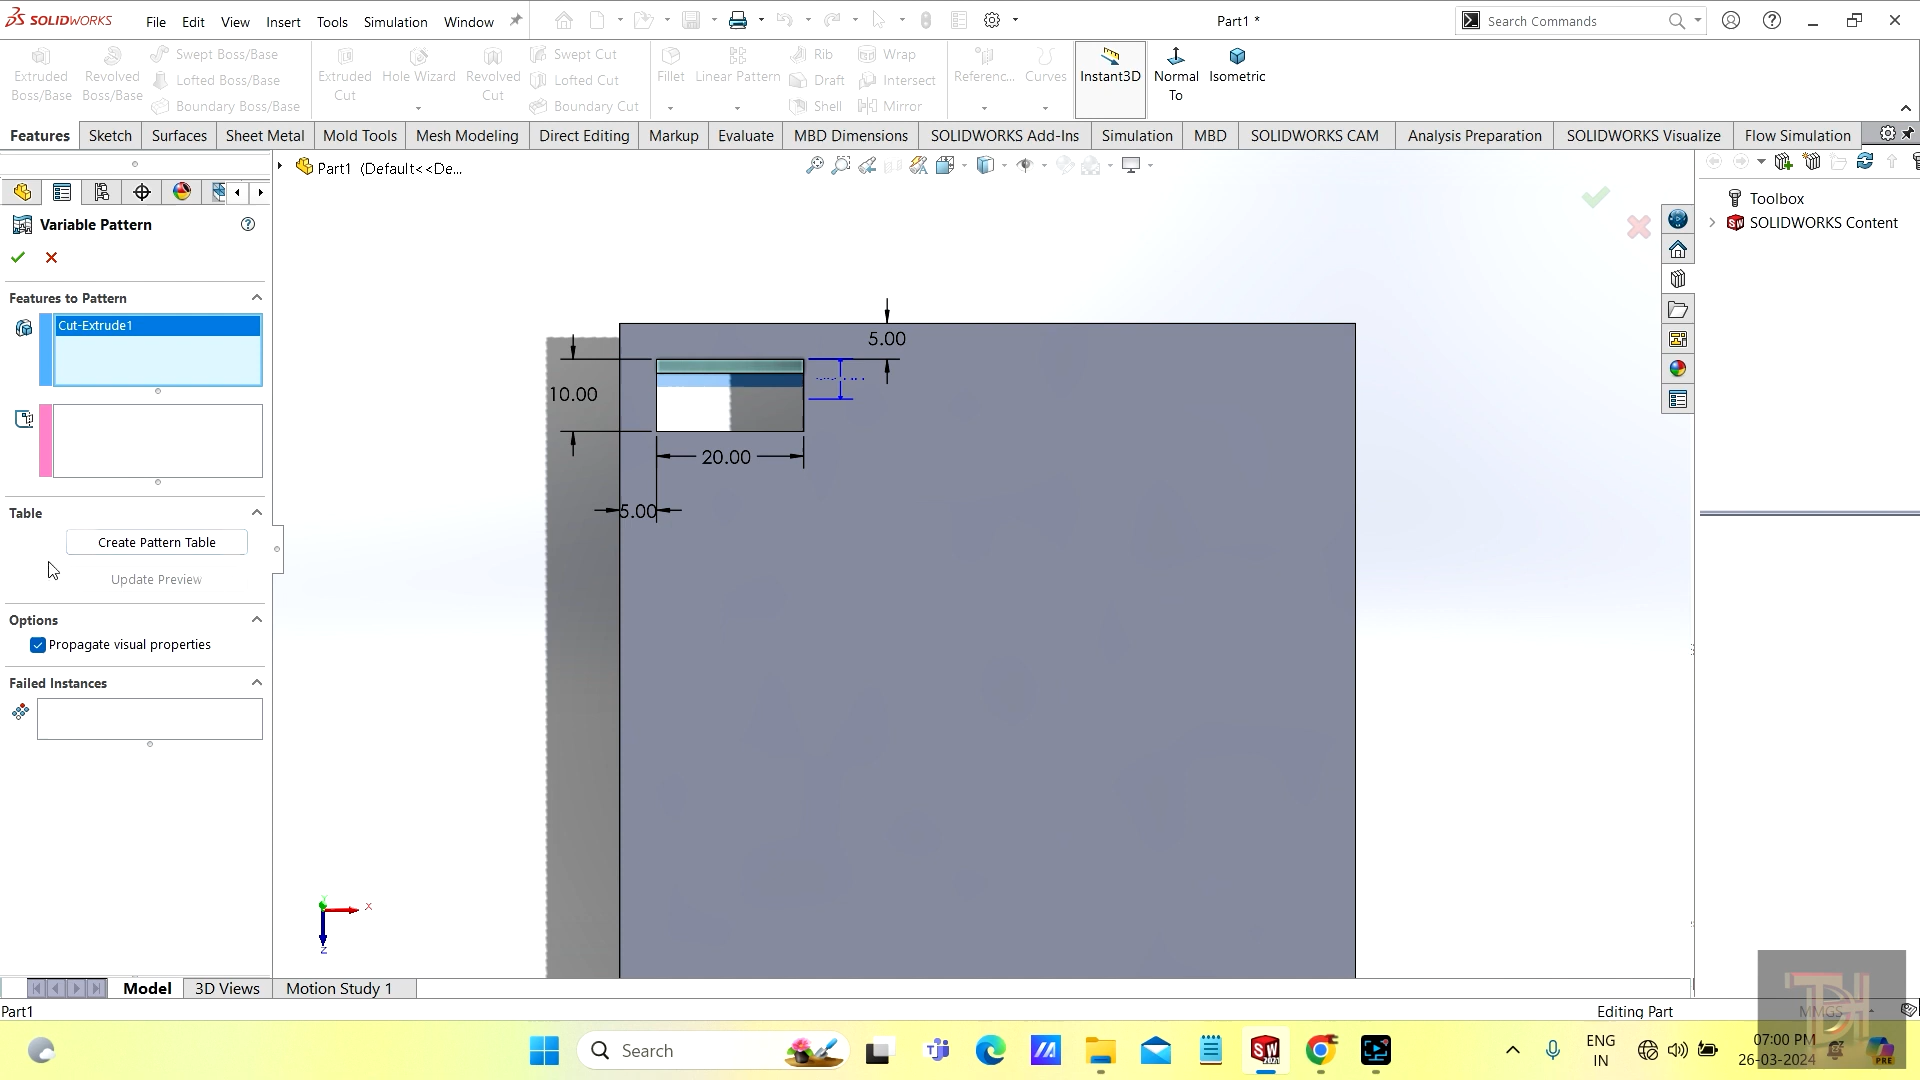 SOLIDWORKS File Edit View Insert Tools Simulation Window Part1 * Search Commands
Extruded Boss/Base
Revolved Boss/Base
Swept Boss/Base
Lofted Boss/Base
Boundary Boss/Base
Extruded Cut
Hole Wizard
Revolved Cut
Swept Cut
Lofted Cut
Boundary Cut
Fillet
Linear Pattern
Rib
Draft
Shell
Wrap
Intersect
Mirror
Referenc...
Curves
Instant3D
Normal To
Isometric
Features Sketch Surfaces Sheet Metal Mold Tools Mesh Modeling Direct Editing Markup Evaluate MBD Dimensions SOLIDWORKS Add-Ins Simulation MBD SOLIDWORKS CAM Analysis Preparation SOLIDWORKS Visualize Flow Simulation
Part1 (Default<<De...
Variable Pattern
Features to Pattern
Cut-Extrude1
Table
Create Pattern Table
Update Preview
Options
Propagate visual properties
Failed Instances
5.00
10.00
20.00
5.00
X
Z
Toolbox
SOLIDWORKS Content
Model 3D Views Motion Study 1
Part1 Editing Part MMGS
Search
SW
2021
ENG
IN
07:00 PM
26-03-2024
PRE